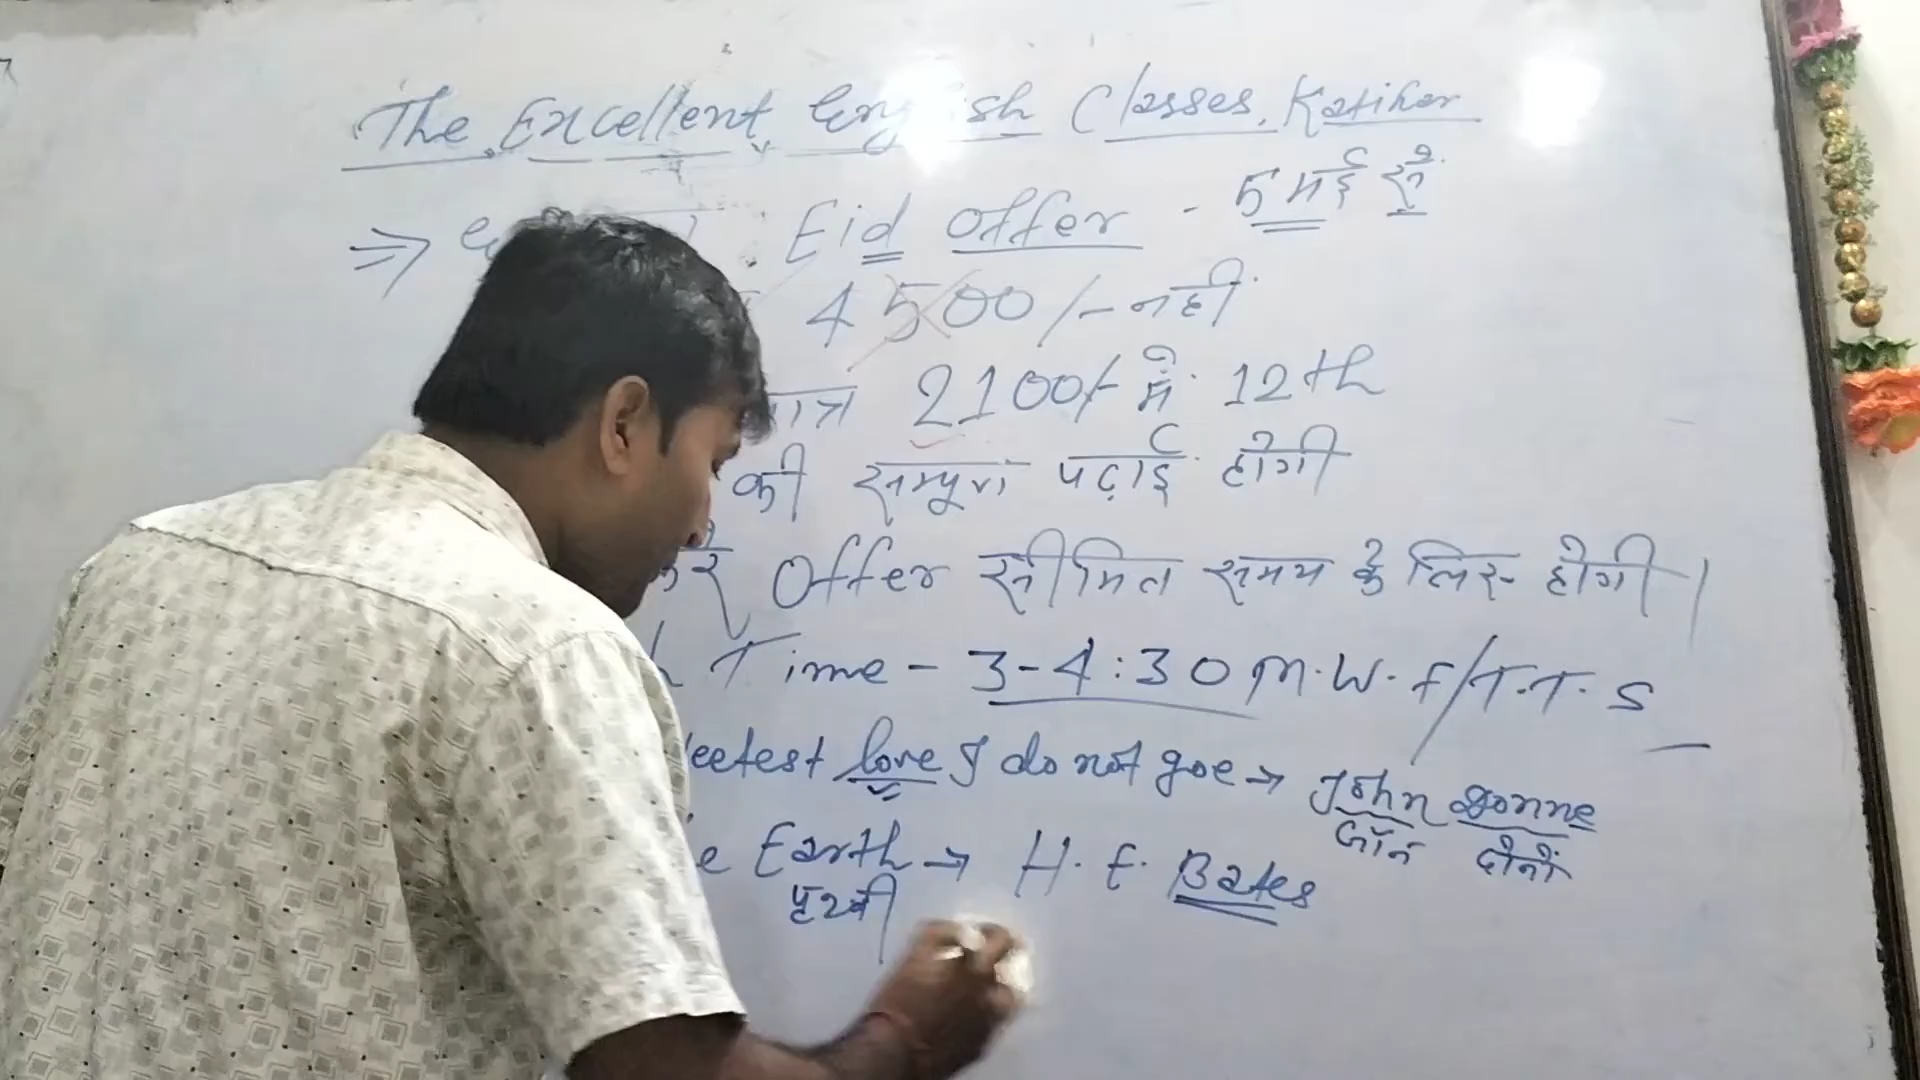 The Excellent English Classes, Katihar
⇒ Eid Offer - 5 मई से
4500/- नहीं
मात्र 2100/- में 12th
की सम्पूर्ण पढ़ाई होगी
Offer सीमित समय के लिए होगी।
Time - 3-4:30 M.W.F/T.T.S
love I do not goe → John Donne
जॉन दोनों
Earth → H.E. Bates
पृथ्वी